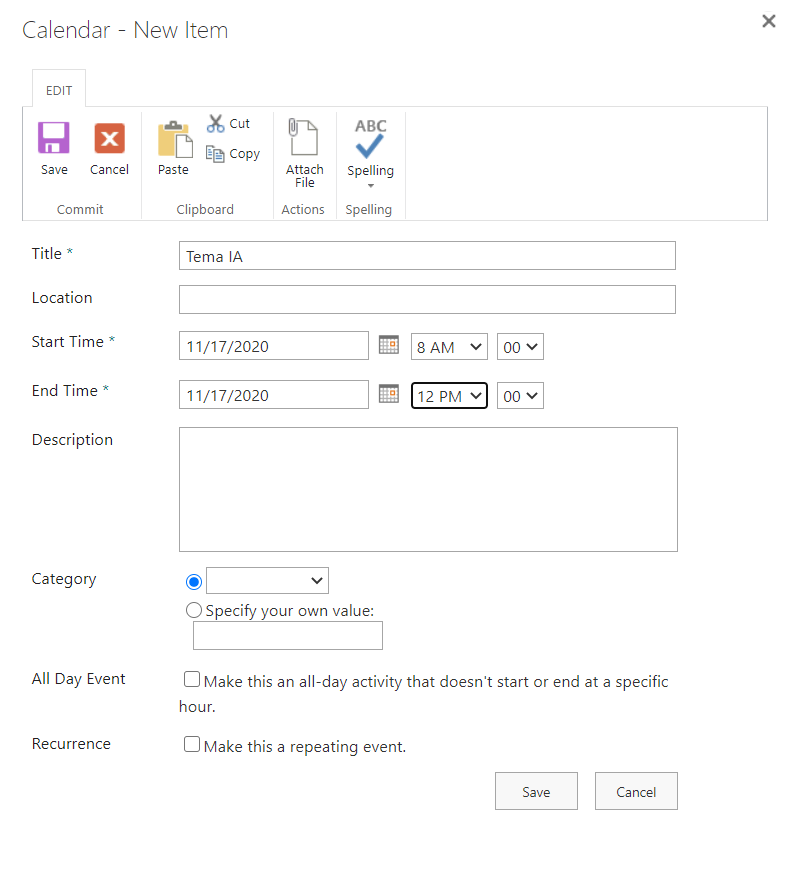 Calendar - New Item
EDIT
Save
Cancel
Paste
Cut
Copy
Attach File
ABC
Spelling
Commit
Clipboard
Actions
Spelling
Title *
Tema IA
Location
Start Time *
11/17/2020
8 AM
00
End Time *
11/17/2020
12 PM
00
Description
Category
Specify your own value:
All Day Event
Make this an all-day activity that doesn't start or end at a specific
hour.
Recurrence
Make this a repeating event.
Save
Cancel